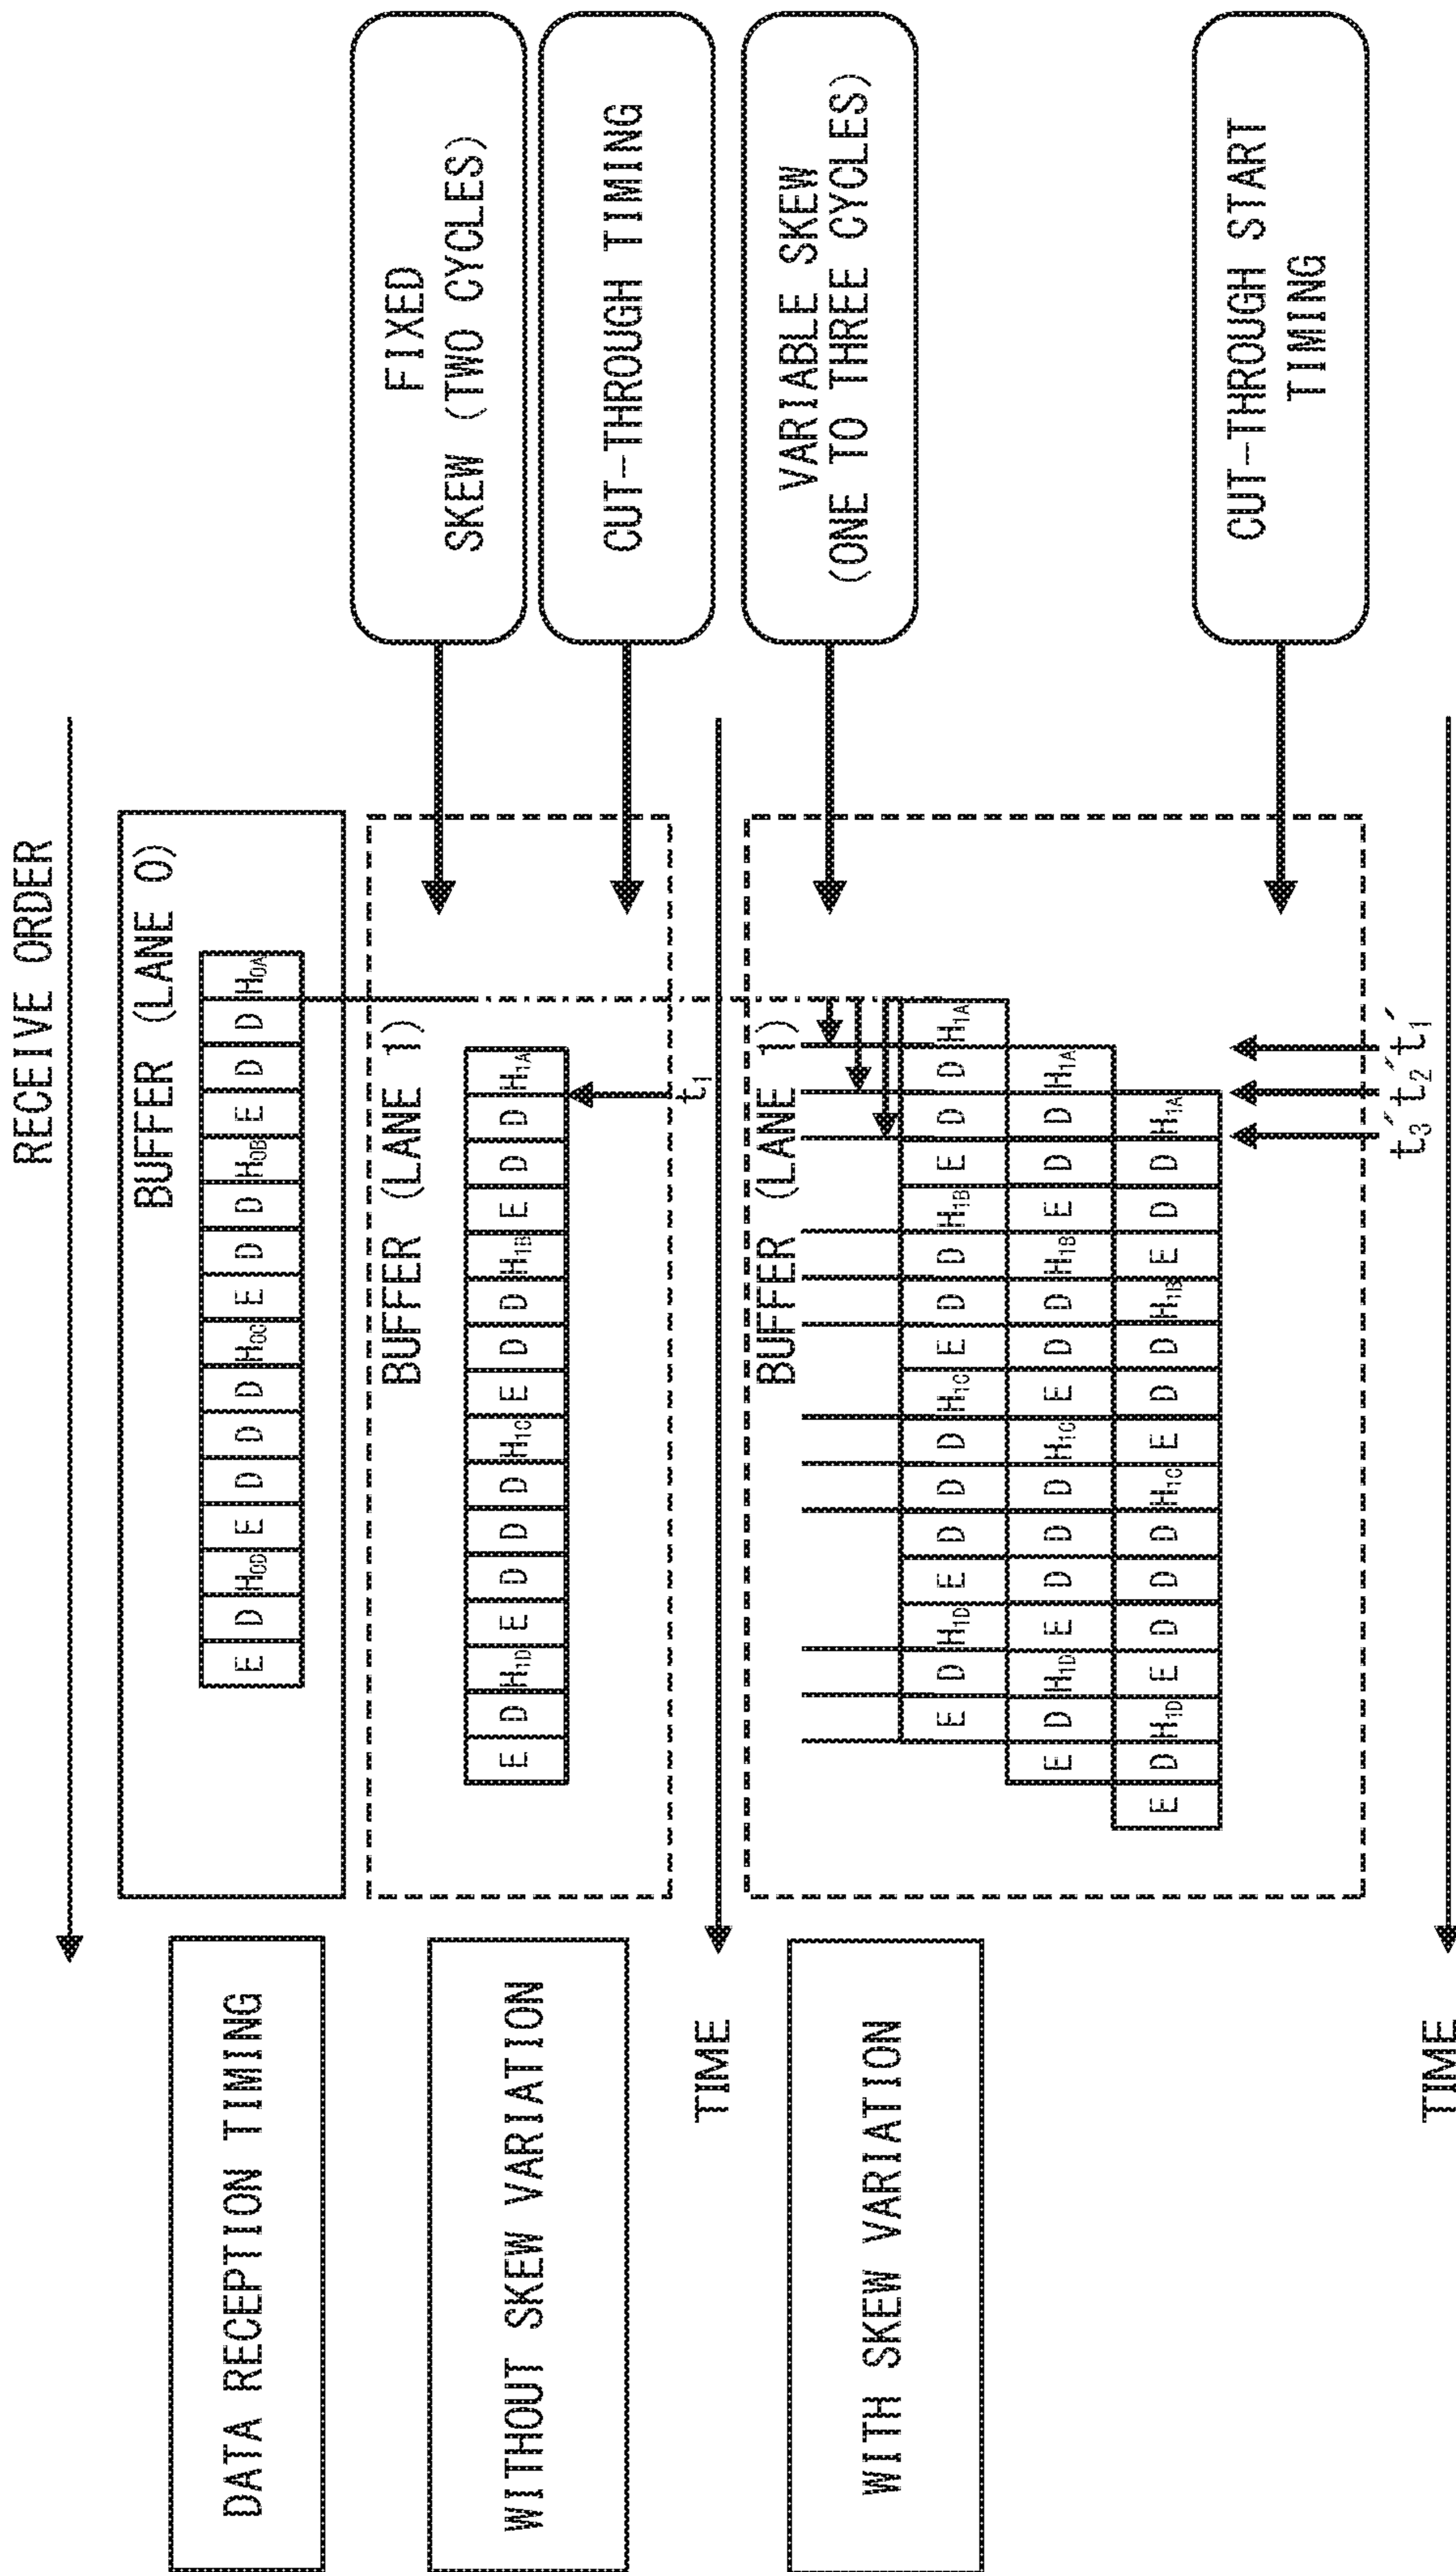 RECEIVE ORDER
DATA RECEPTION TIMING
BUFFER (LANE 0)
E D H0D E D D D H0C E D D H0B E D D H0A
WITHOUT SKEW VARIATION
BUFFER (LANE 1)
FIXED
SKEW (TWO CYCLES)
E D H1D E D D D H1C E D D H1B E D D H1A
CUT-THROUGH TIMING
t1
TIME
WITH SKEW VARIATION
BUFFER (LANE 1)
VARIABLE SKEW
(ONE TO THREE CYCLES)
E D H1D E D D D H1C E D D H1B E D D H1A
E D H1D E D D D H1C E D D H1B E D D H1A
E D H1D E D D D H1C E D D H1B E D D H1A
CUT-THROUGH START
TIMING
t3´ t2´ t1´
TIME